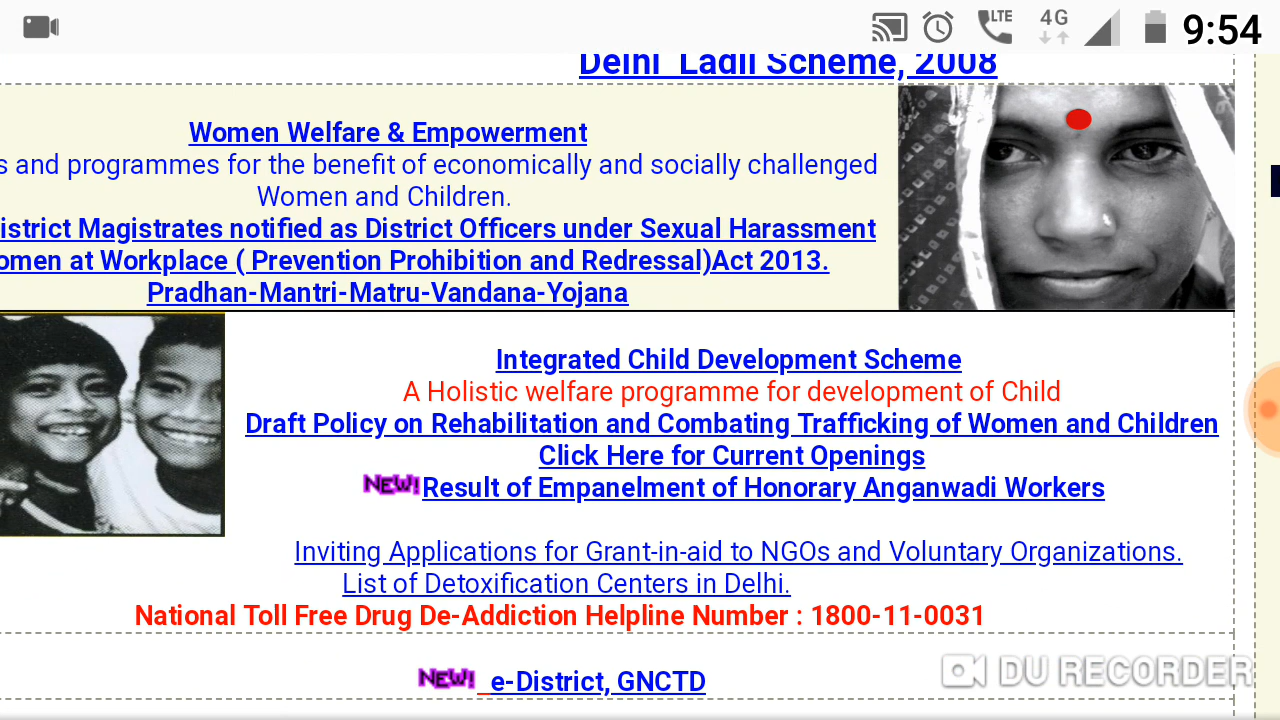 LTE 4G 9:54
Delhi Ladli Scheme, 2008
Women Welfare & Empowerment
s and programmes for the benefit of economically and socially challenged
Women and Children.
istrict Magistrates notified as District Officers under Sexual Harassment
omen at Workplace ( Prevention Prohibition and Redressal)Act 2013.
Pradhan-Mantri-Matru-Vandana-Yojana
Integrated Child Development Scheme
A Holistic welfare programme for development of Child
Draft Policy on Rehabilitation and Combating Trafficking of Women and Children
Click Here for Current Openings
NEW! Result of Empanelment of Honorary Anganwadi Workers
Inviting Applications for Grant-in-aid to NGOs and Voluntary Organizations.
List of Detoxification Centers in Delhi.
National Toll Free Drug De-Addiction Helpline Number : 1800-11-0031
NEW! e-District, GNCTD
DU RECORDER